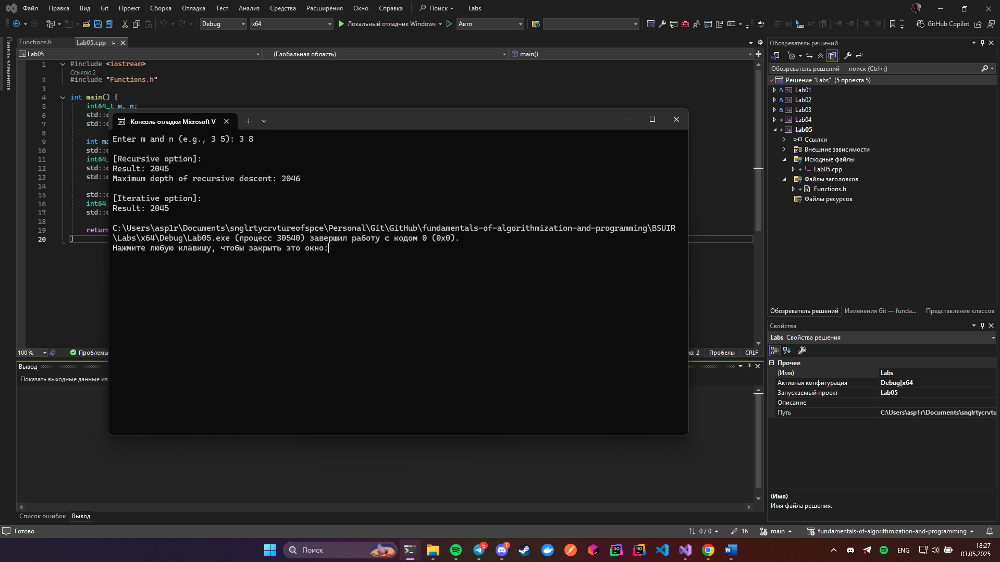 Файл Правка Вид Git Проект Сборка Отладка Тест Анализ Средства Расширения Окно Справка Поиск Labs
Debug x64 Локальный отладчик Windows Авто GitHub Copilot
Панель элементов
Functions.h Lab05.cpp
Lab05 (Глобальная область) main()
1 #include <iostream>
Ссылок: 2
2 #include "Functions.h"
3
4 int main() {
5 int64_t m, n;
6 std::c
7 std::c
8
9 int ma
10 std::c
11 int64_
12 std::c
13 std::c
14
15 std::c
16 int64_
17 std::c
18
19 return
20 }
Консоль отладки Microsoft Vi
Enter m and n (e.g., 3 5): 3 8
[Recursive option]:
Result: 2045
Maximum depth of recursive descent: 2046
[Iterative option]:
Result: 2045
C:\Users\asp1r\Documents\snglrtycrvtureofspce\Personal\Git\GitHub\fundamentals-of-algorithmization-and-programming\BSUIR
\Labs\x64\Debug\Lab05.exe (процесс 30540) завершил работу с кодом 0 (0x0).
Нажмите любую клавишу, чтобы закрыть это окно:
100 % Проблемы
2 Пробелы CRLF
Вывод
Показать выходные данные из:
Список ошибок Вывод
Обозреватель решений
Обозреватель решений — поиск (Ctrl+;)
Решение "Labs" (5 проекта 5)
Lab01
Lab02
Lab03
Lab04
Lab05
Ссылки
Внешние зависимости
Исходные файлы
Lab05.cpp
Файлы заголовков
Functions.h
Файлы ресурсов
Обозреватель решений Изменения Git — funda... Представление классов
Свойства
Labs Свойства решения
Прочее
(Имя) Labs
Активная конфигурация Debug|x64
Запускаемый проект Lab05
Описание
Путь C:\Users\asp1r\Documents\snglrtycrvtu
(Имя)
Имя файла решения.
Готово 0 / 0 16 main fundamentals-of-algorithmization-and-programming
Поиск 6 1 DG RD ENG 18:27
03.05.2025